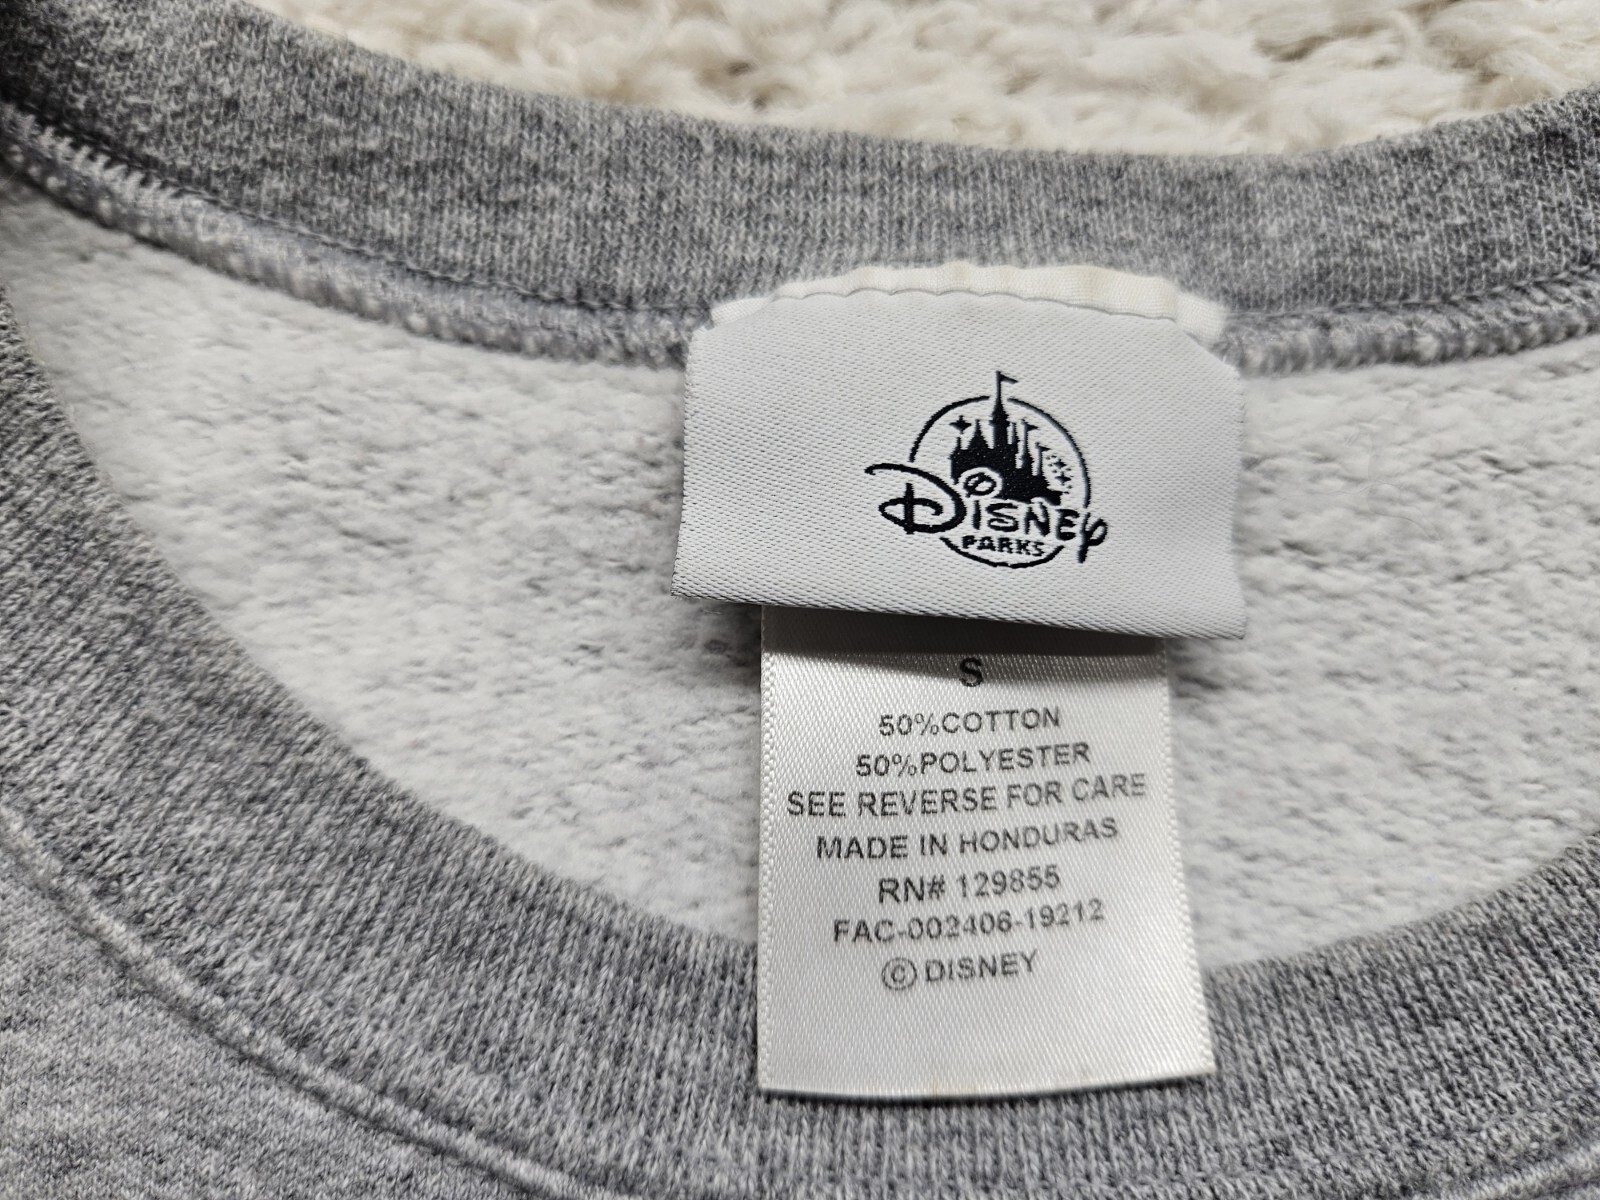 Disney
PARKS
S
50%COTTON
50%POLYESTER
SEE REVERSE FOR CARE
MADE IN HONDURAS
RN# 129855
FAC-002406-19212
© DISNEY